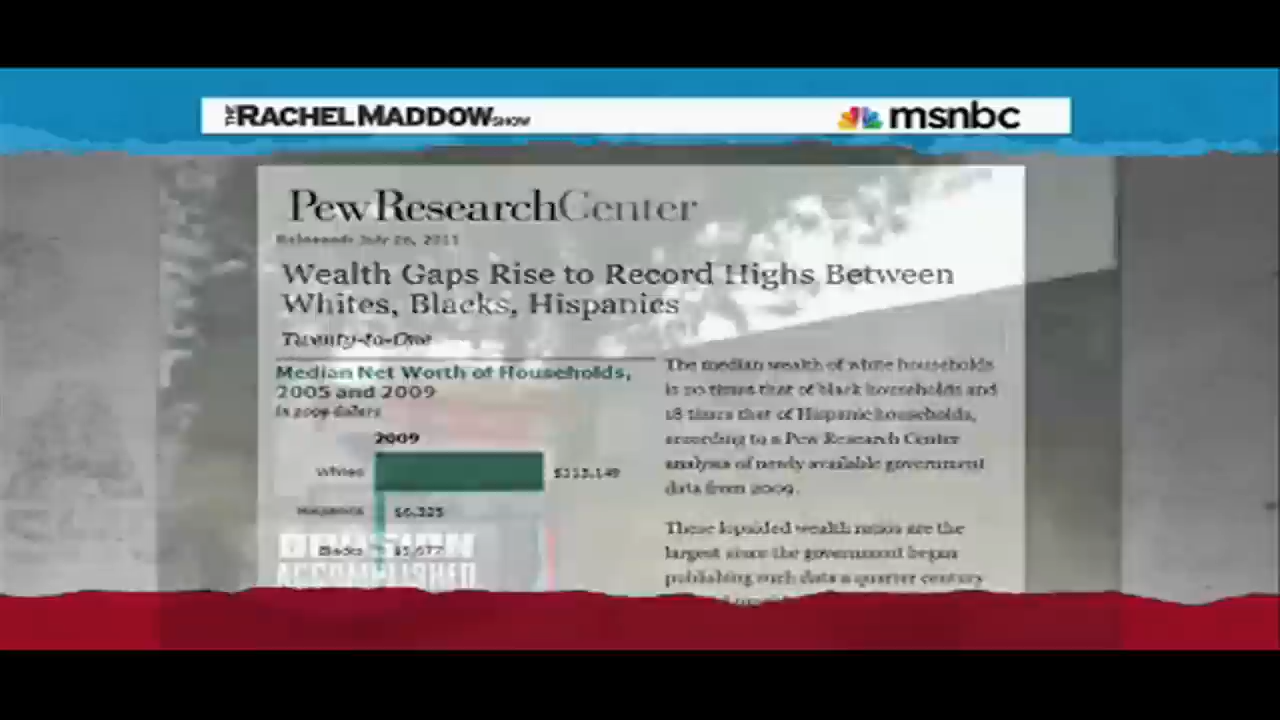 THE RACHEL MADDOW SHOW
msnbc
PewResearchCenter
Released: July 26, 2011
Wealth Gaps Rise to Record Highs Between
Whites, Blacks, Hispanics
Twenty-to-One
Median Net Worth of Households,
2005 and 2009
in 2009 dollars
2009
Whites $113,149
Hispanics $6,325
Blacks $5,677
ACCOMPLISHED
The median wealth of white households
is 20 times that of black households and
18 times that of Hispanic households,
according to a Pew Research Center
analysis of newly available government
data from 2009.
These lopsided wealth ratios are the
largest since the government began
publishing such data a quarter century